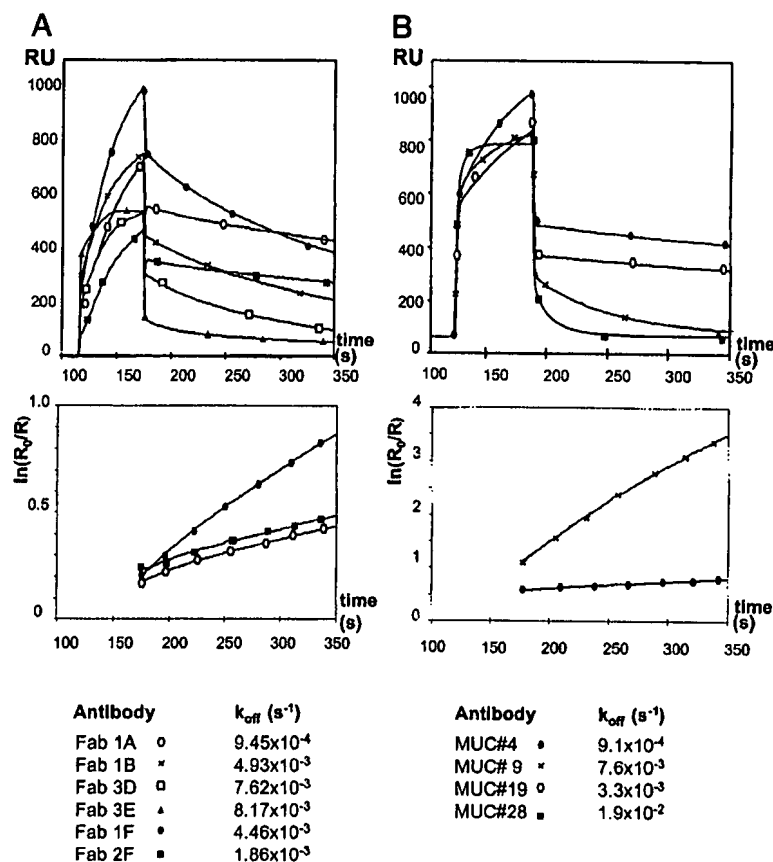 A
RU
1000
800
600
400
200
0
time
(s)
100 150 200 250 300 350
1.0
0.5
0
ln(R₀/R)
time
(s)
100 150 200 250 300 350
Antibody k_off (s⁻¹)
Fab 1A o 9.45x10⁻⁴
Fab 1B × 4.93x10⁻³
Fab 3D □ 7.62x10⁻³
Fab 3E ▲ 8.17x10⁻³
Fab 1F ● 4.46x10⁻³
Fab 2F ■ 1.86x10⁻³
B
RU
1000
800
600
400
200
0
time
(s)
100 150 200 250 300 350
4
3
2
1
0
ln(R₀/R)
time
(s)
100 150 200 250 300 350
Antibody k_off (s⁻¹)
MUC#4 ● 9.1x10⁻⁴
MUC# 9 × 7.6x10⁻³
MUC#19 o 3.3x10⁻³
MUC#28 ■ 1.9x10⁻²